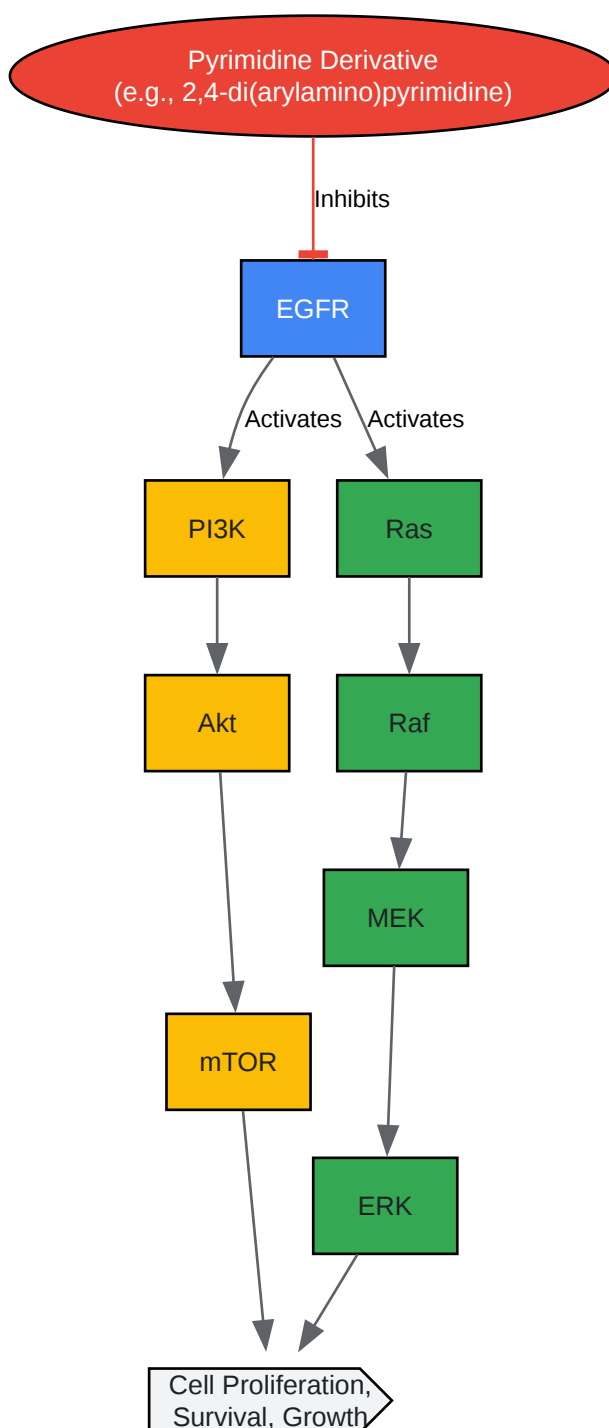 Pyrimidine Derivative
(e.g., 2,4-di(arylamino)pyrimidine)
Inhibits
EGFR
Activates
Activates
PI3K
Ras
Akt
Raf
MEK
mTOR
ERK
Cell Proliferation,
Survival, Growth